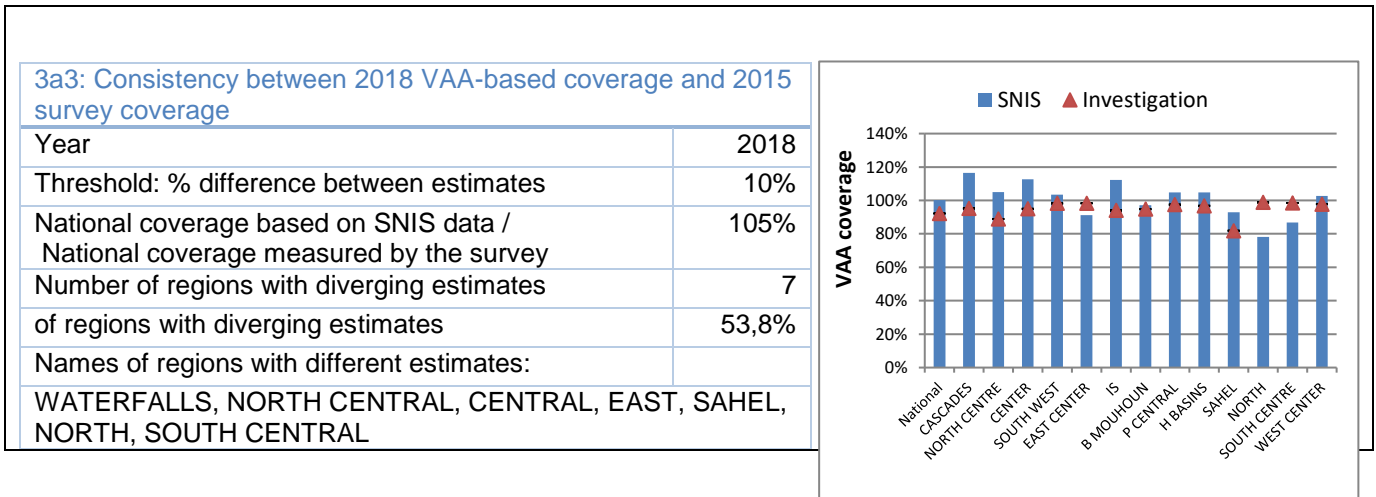 3a3: Consistency between 2018 VAA-based coverage and 2015
survey coverage
Year 2018
Threshold: % difference between estimates 10%
National coverage based on SNIS data /
National coverage measured by the survey 105%
Number of regions with diverging estimates 7
of regions with diverging estimates 53,8%
Names of regions with different estimates:
WATERFALLS, NORTH CENTRAL, CENTRAL, EAST, SAHEL,
NORTH, SOUTH CENTRAL
SNIS Investigation
VAA coverage
140%
120%
100%
80%
60%
40%
20%
0%
National
CASCADES
NORTH CENTRE
CENTER
SOUTH WEST
EAST CENTER
IS
B MOUHOUN
P CENTRAL
H BASINS
SAHEL
NORTH
SOUTH CENTRE
WEST CENTER